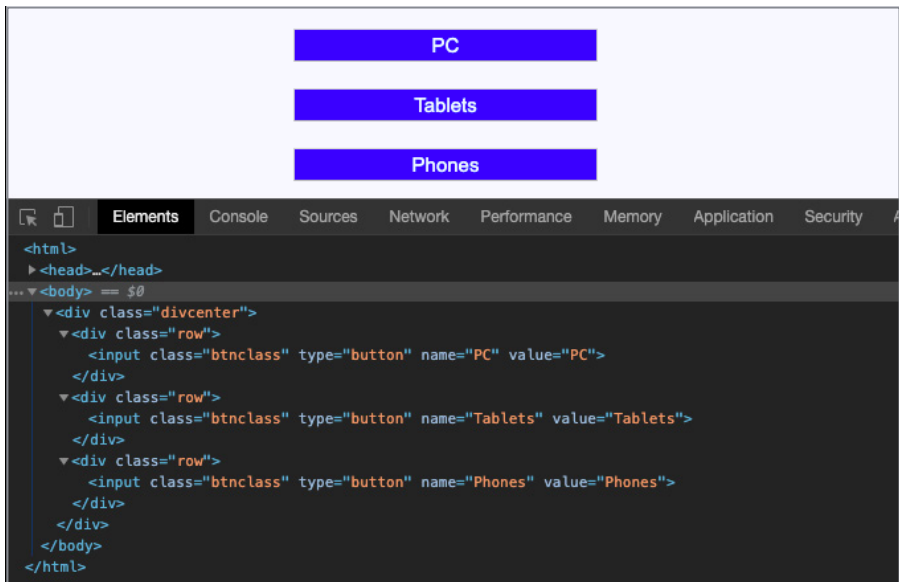 PC
Tablets
Phones
Elements Console Sources Network Performance Memory Application Security
<html>
<head>…</head>
...<body> == $0
<div class="divcenter">
<div class="row">
<input class="btnclass" type="button" name="PC" value="PC">
</div>
<div class="row">
<input class="btnclass" type="button" name="Tablets" value="Tablets">
</div>
<div class="row">
<input class="btnclass" type="button" name="Phones" value="Phones">
</div>
</div>
</body>
</html>